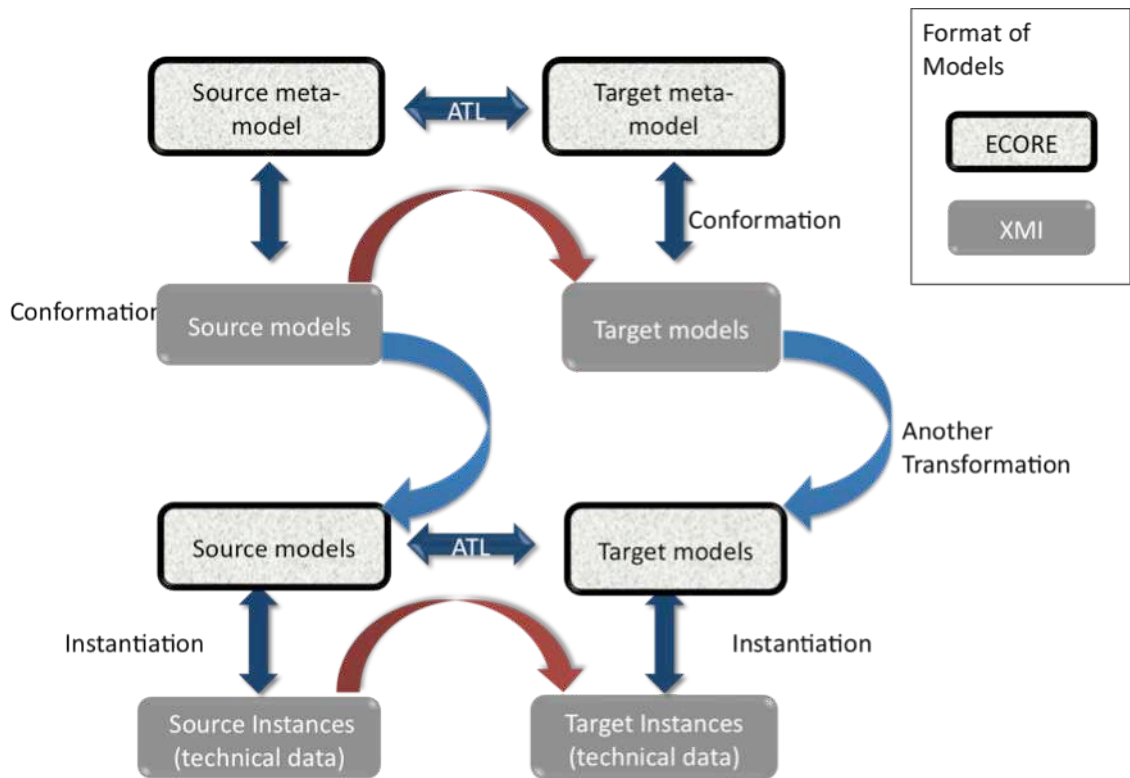 Format of
Models
ECORE
XMI
Source meta-
model
ATL
Target meta-
model
Conformation
Conformation
Source models
Target models
Another
Transformation
Source models
ATL
Target models
Instantiation
Instantiation
Source Instances
(technical data)
Target Instances
(technical data)